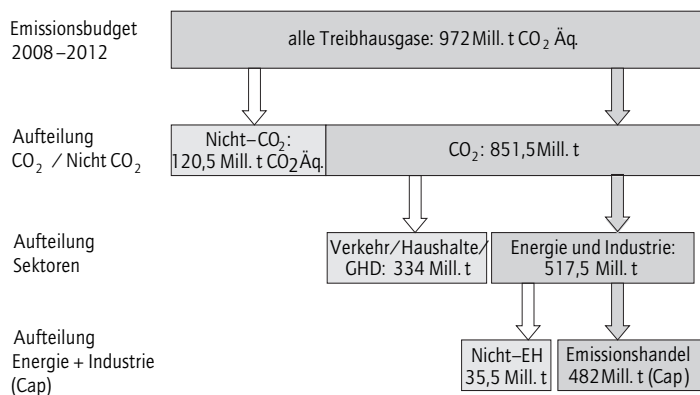 Emissionsbudget
2008–2012
alle Treibhausgase: 972 Mill. t CO₂ Äq.
Aufteilung
CO₂ / Nicht CO₂
Nicht–CO₂:
120,5 Mill. t CO₂ Äq.
CO₂: 851,5 Mill. t
Aufteilung
Sektoren
Verkehr/Haushalte/
GHD: 334 Mill. t
Energie und Industrie:
517,5 Mill. t
Aufteilung
Energie + Industrie
(Cap)
Nicht–EH
35,5 Mill. t
Emissionshandel
482 Mill. t (Cap)